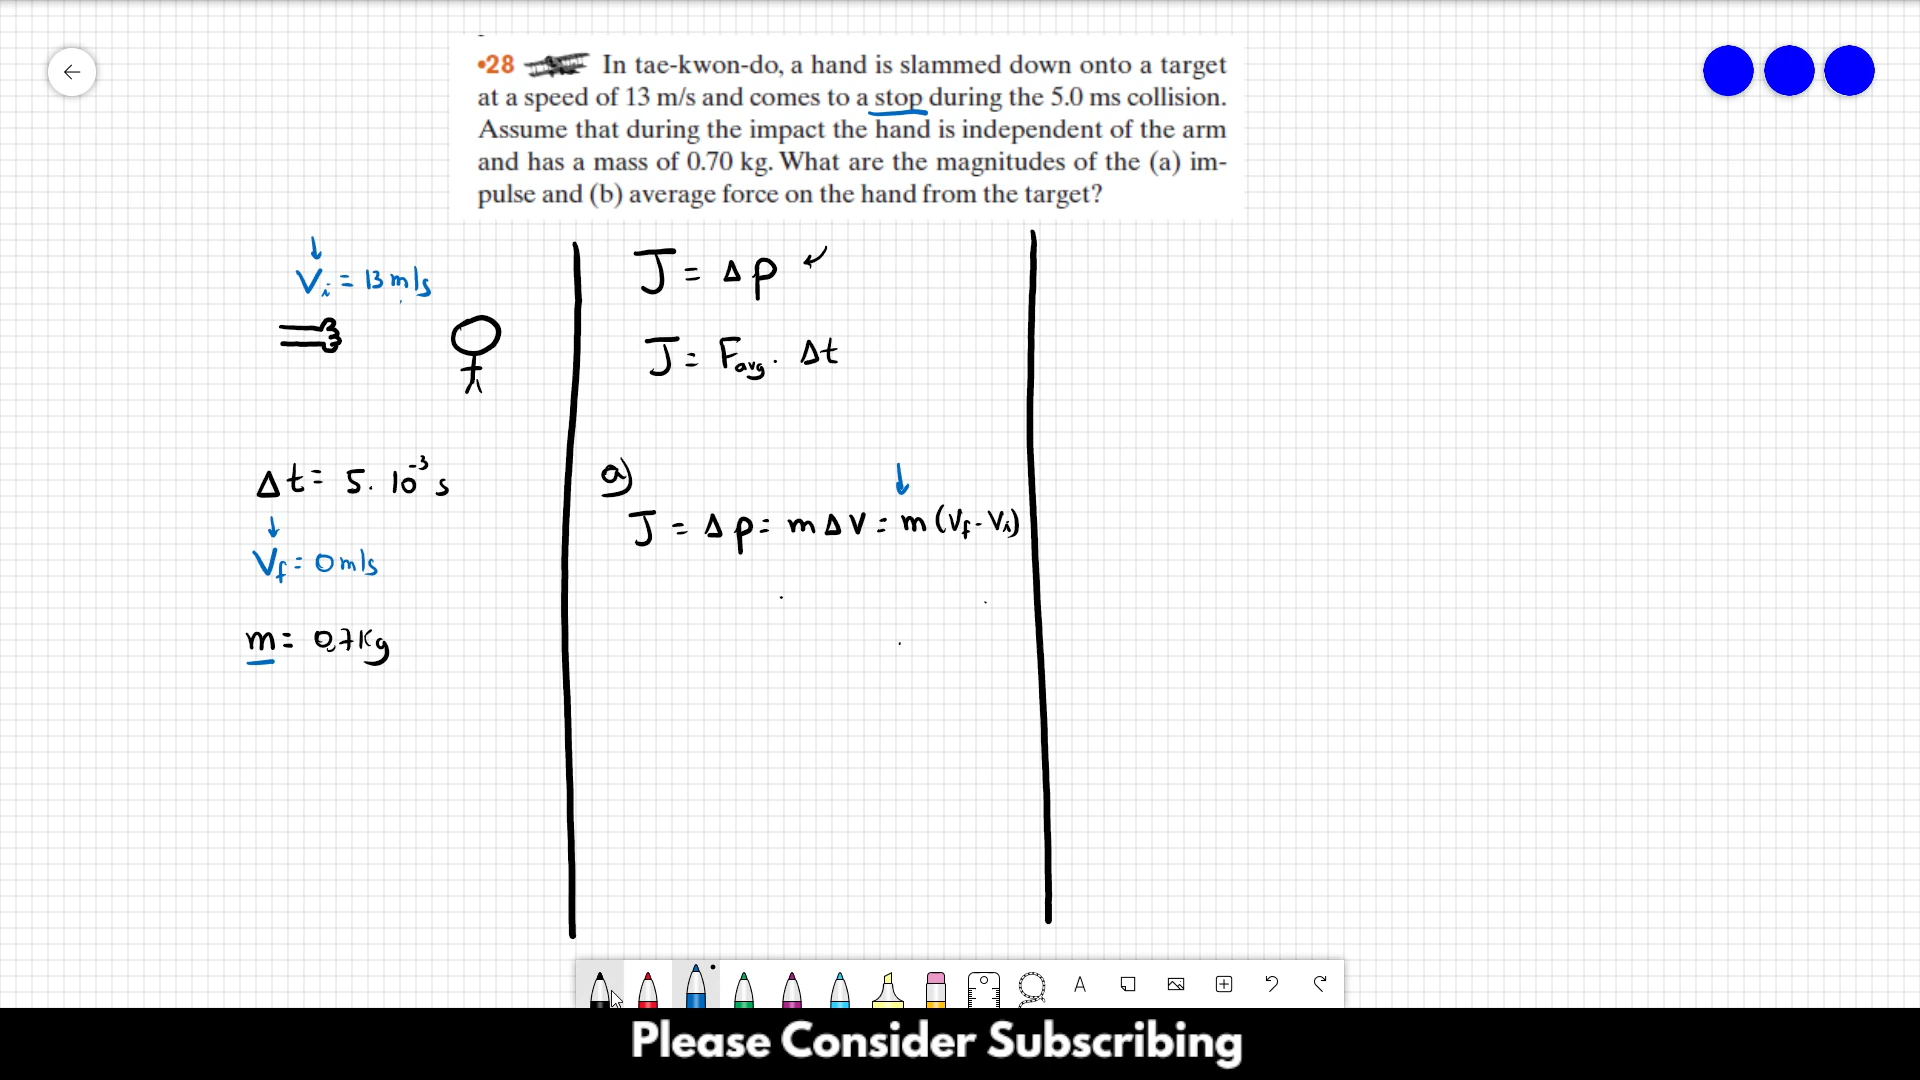 •28 In tae-kwon-do, a hand is slammed down onto a target
at a speed of 13 m/s and comes to a stop during the 5.0 ms collision.
Assume that during the impact the hand is independent of the arm
and has a mass of 0.70 kg. What are the magnitudes of the (a) im-
pulse and (b) average force on the hand from the target?
Vi = 13 m/s
Δt = 5. 10⁻³ s
Vf = 0 m/s
m = 0,7 Kg
J = Δp
J = Favg . Δt
a)
J = Δp = mΔV = m(Vf - Vi)
A
Please Consider Subscribing